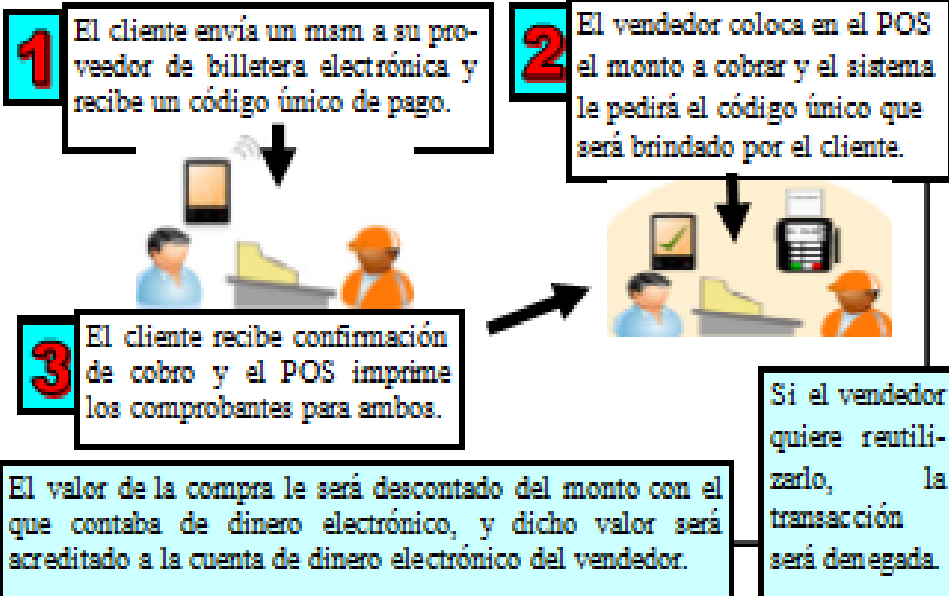 1
El cliente envía un msm a su pro-
veedor de billetera electrónica y
recibe un código único de pago.
2
El vendedor coloca en el POS
el monto a cobrar y el sistema
le pedirá el código único que
será brindado por el cliente.
3
El cliente recibe confirmación
de cobro y el POS imprime
los comprobantes para ambos.
Si el vendedor
quiere reutili-
zarlo, la
transacción
será denegada.
El valor de la compra le será descontado del monto con el
que contaba de dinero electrónico, y dicho valor será
acreditado a la cuenta de dinero electrónico del vendedor.